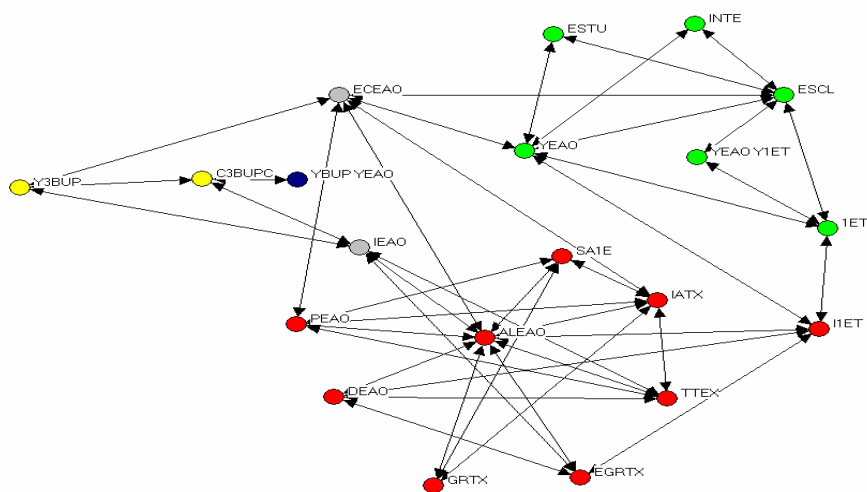 INTE
ESTU
ECEAO
ESCL
YEAO
YEAO Y1ET
C3BUPC
YBUP YEAO
Y3BUP
1ET
IEAO
SA1E
IATX
PEAO
I1ET
ALEAO
DEAO
TTEX
EGRTX
GRTX